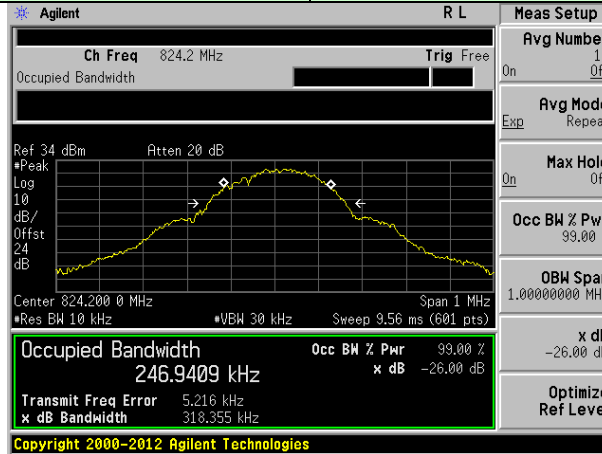 Agilent R L Meas Setup
Ch Freq 824.2 MHz Trig Free
Occupied Bandwidth
Avg Numbe
1
On Of
Avg Mode
Exp Repea
Max Hol
On Of
Occ BW % Pw
99.00
OBW Spa
1.00000000 MH
x d
-26.00 d
Optimiz
Ref Leve
Ref 34 dBm Atten 20 dB
#Peak
Log
10
dB/
Offst
24
dB
Center 824.200 0 MHz Span 1 MHz
#Res BW 10 kHz #VBW 30 kHz Sweep 9.56 ms (601 pts)
Occupied Bandwidth Occ BW % Pwr 99.00 %
246.9409 kHz x dB -26.00 dB
Transmit Freq Error 5.216 kHz
x dB Bandwidth 318.355 kHz
Copyright 2000-2012 Agilent Technologies